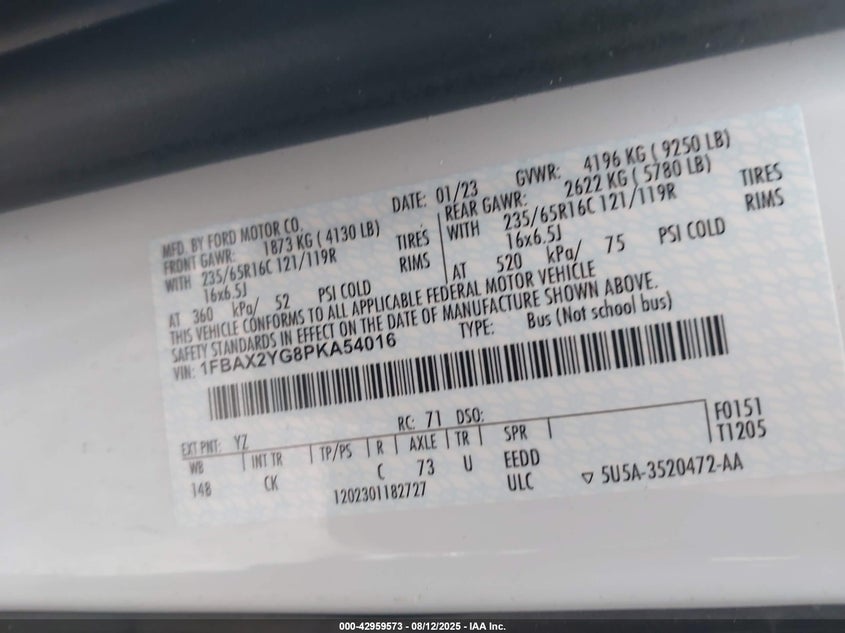 MFD. BY FORD MOTOR CO.
DATE: 01/23
GVWR: 4196 KG ( 9250 LB)
FRONT GAWR: 1873 KG ( 4130 LB)
REAR GAWR: 2622 KG ( 5780 LB)
WITH 235/65R16C 121/119R TIRES
WITH 235/65R16C 121/119R TIRES
16x6.5J RIMS
16x6.5J RIMS
AT 360 kPa/ 52 PSI COLD
AT 520 kPa/ 75 PSI COLD
THIS VEHICLE CONFORMS TO ALL APPLICABLE FEDERAL MOTOR VEHICLE
SAFETY STANDARDS IN EFFECT ON THE DATE OF MANUFACTURE SHOWN ABOVE.
VIN: 1FBAX2YG8PKA54016
TYPE: Bus (Not school bus)
EXT PNT: YZ RC: 71 DSO:
WB INT TR TP/PS R AXLE TR SPR
148 CK C 73 U EEDD
1202301182727 ULC
F0151
T1205
▽ 5U5A-3520472-AA
000-42959573 - 08/12/2025 - IAA Inc.